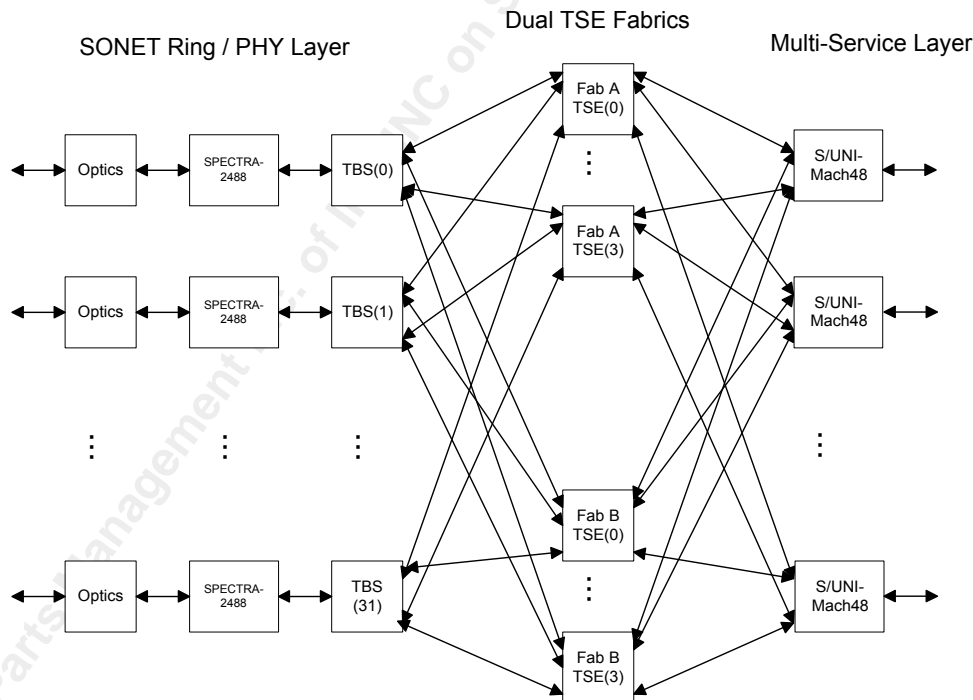 Dual TSE Fabrics
SONET Ring / PHY Layer
Multi-Service Layer
Fab A
TSE(0)
Optics
SPECTRA-
2488
TBS(0)
S/UNI-
Mach48
⋮
Fab A
TSE(3)
Optics
SPECTRA-
2488
TBS(1)
S/UNI-
Mach48
⋮
⋮
⋮
⋮
Fab B
TSE(0)
Optics
SPECTRA-
2488
TBS
(31)
⋮
S/UNI-
Mach48
Fab B
TSE(3)